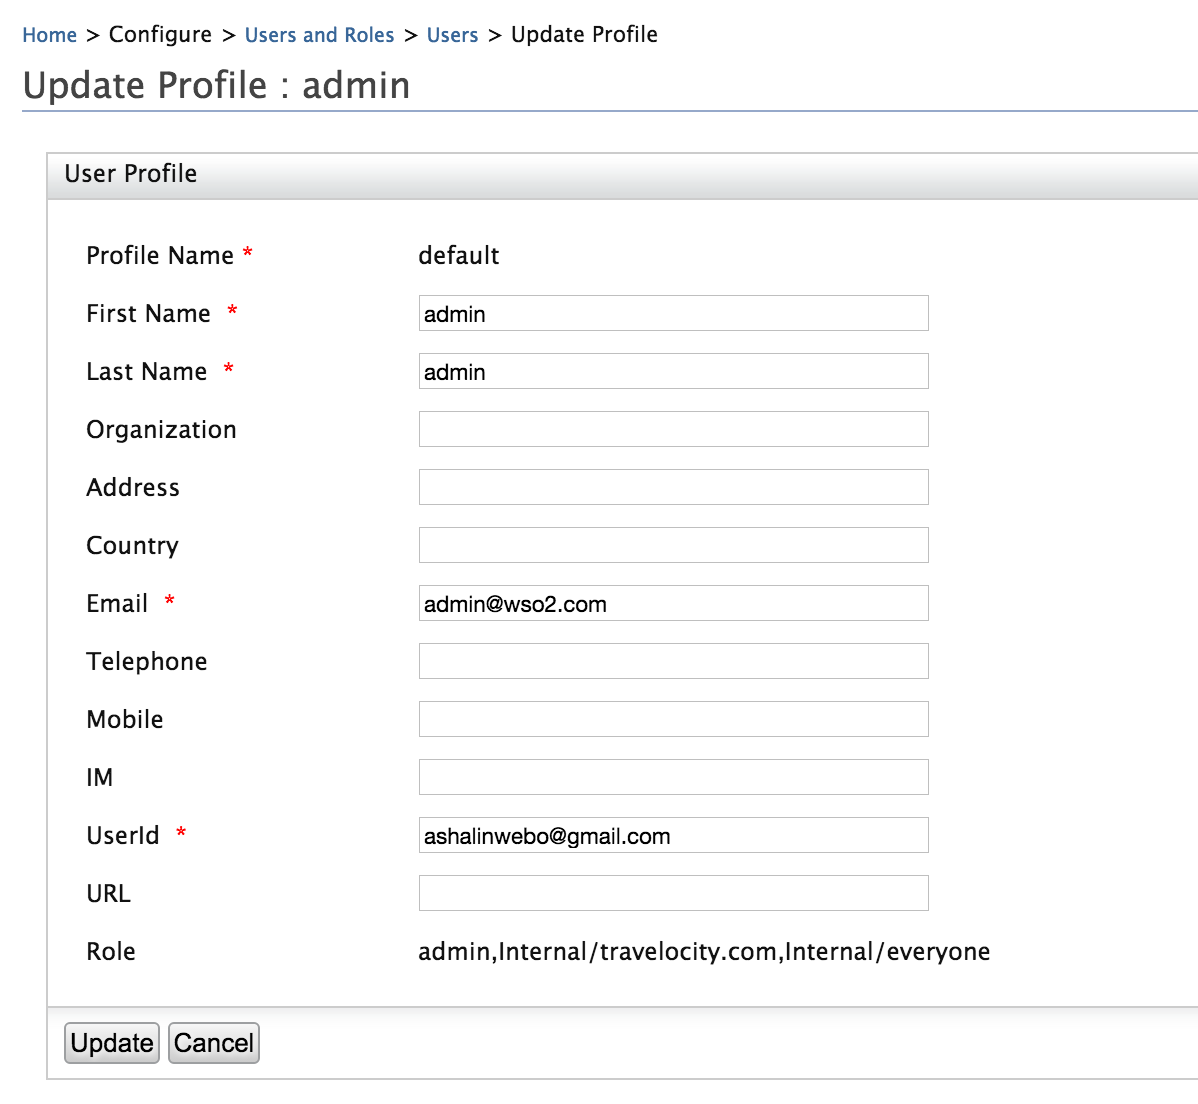 Home > Configure > Users and Roles > Users > Update Profile
Update Profile : admin
User Profile
Profile Name * default
First Name * admin
Last Name * admin
Organization
Address
Country
Email * admin@wso2.com
Telephone
Mobile
IM
UserId * ashalinwebo@gmail.com
URL
Role admin,Internal/travelocity.com,Internal/everyone
Update Cancel